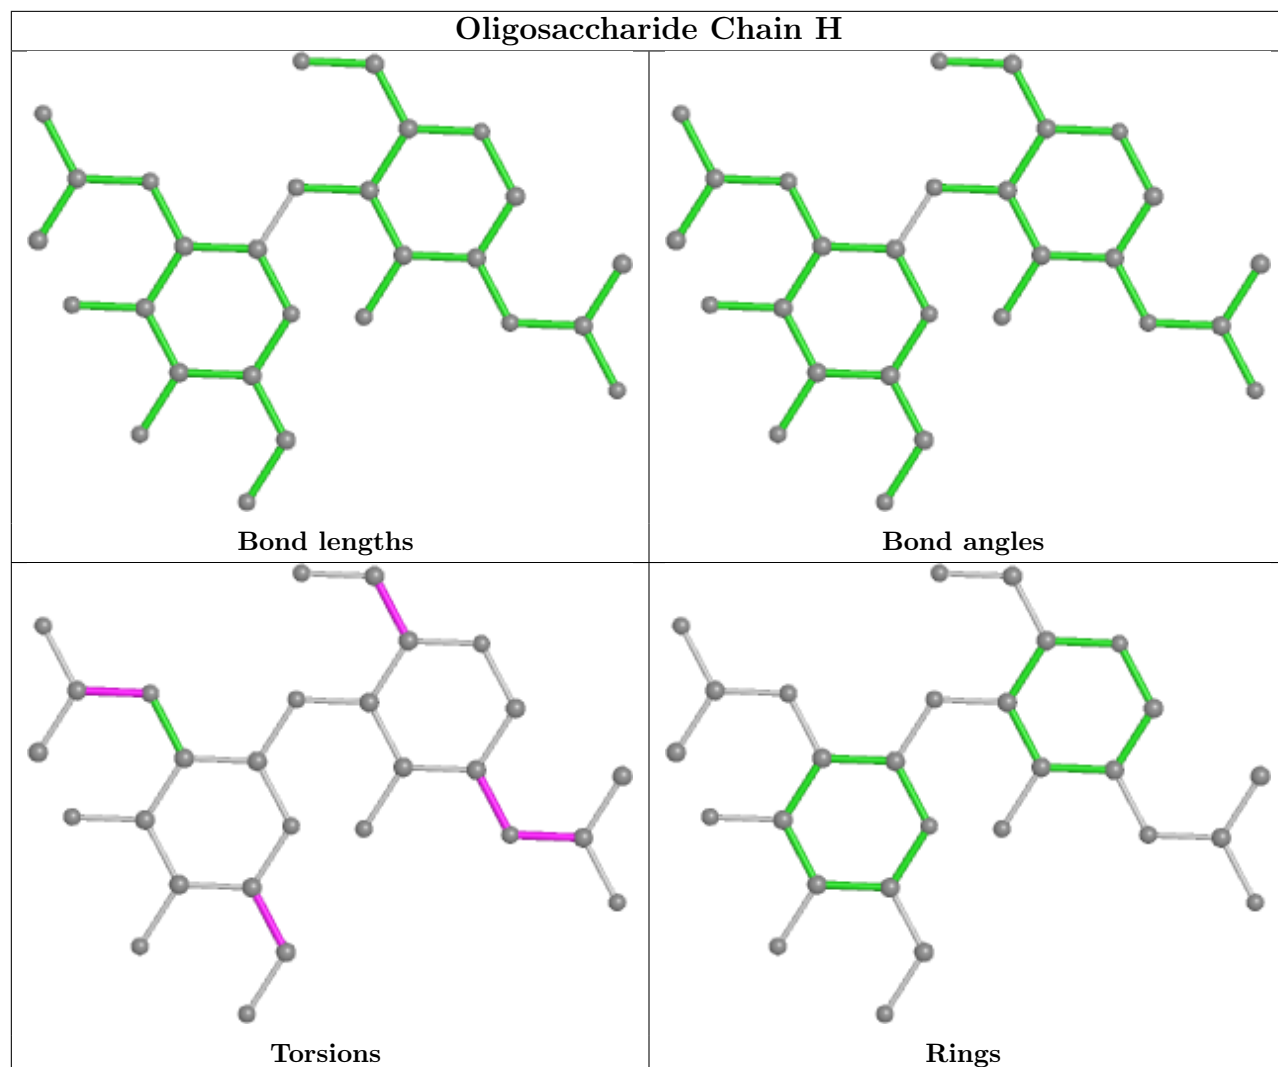 Oligosaccharide Chain H
Bond lengths
Bond angles
Torsions
Rings